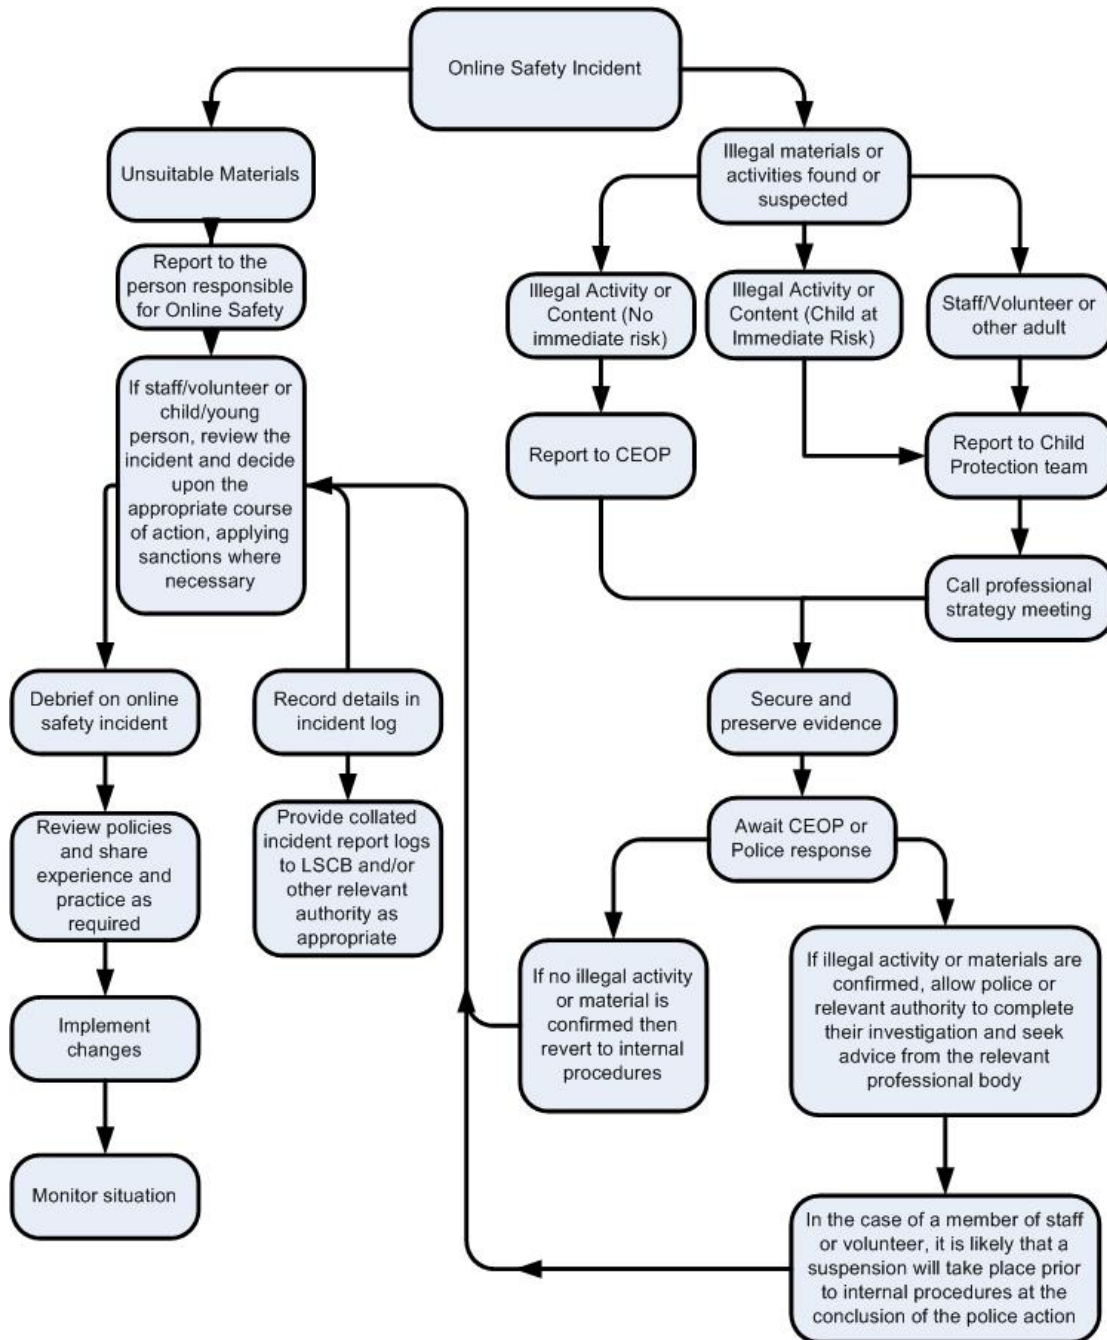 Online Safety Incident
Unsuitable Materials
Report to the
person responsible
for Online Safety
If staff/volunteer or
child/young
person, review the
incident and decide
upon the
appropriate course
of action, applying
sanctions where
necessary
Debrief on online
safety incident
Review policies
and share
experience and
practice as
required
Implement
changes
Monitor situation
Record details in
incident log
Provide collated
incident report logs
to LSCB and/or
other relevant
authority as
appropriate
Illegal materials or
activities found or
suspected
Illegal Activity or
Content (No
immediate risk)
Illegal Activity or
Content (Child at
Immediate Risk)
Staff/Volunteer or
other adult
Report to CEOP
Report to Child
Protection team
Call professional
strategy meeting
Secure and
preserve evidence
Await CEOP or
Police response
If no illegal activity
or material is
confirmed then
revert to internal
procedures
If illegal activity or materials are
confirmed, allow police or
relevant authority to complete
their investigation and seek
advice from the relevant
professional body
In the case of a member of staff
or volunteer, it is likely that a
suspension will take place prior
to internal procedures at the
conclusion of the police action